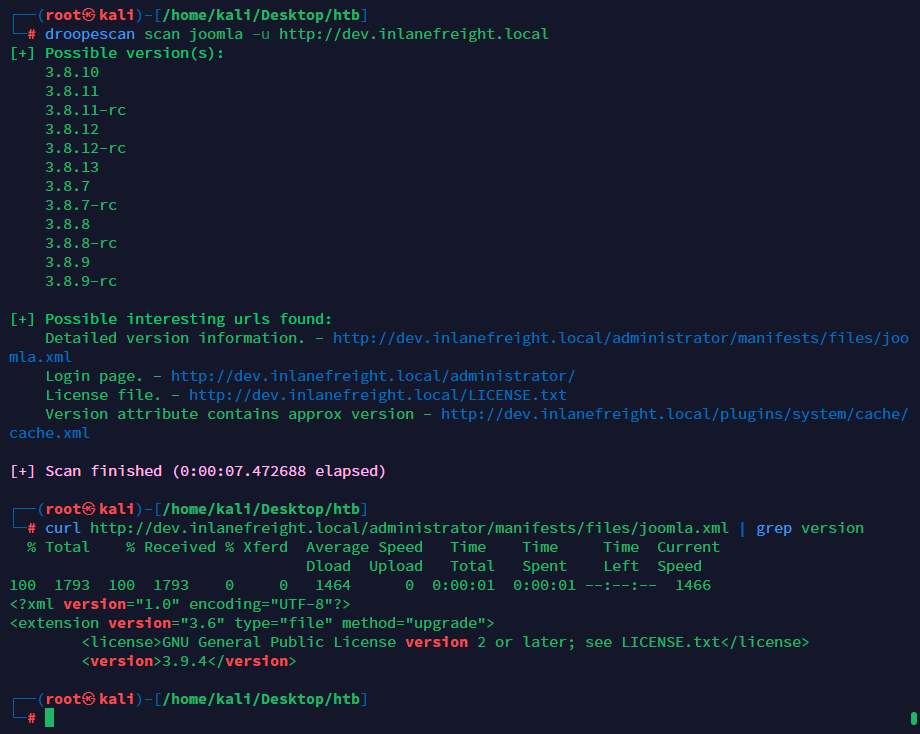 ┌──(root㉿kali)-[/home/kali/Desktop/htb]
└─# droopescan scan joomla -u http://dev.inlanefreight.local
[+] Possible version(s):
    3.8.10
    3.8.11
    3.8.11-rc
    3.8.12
    3.8.12-rc
    3.8.13
    3.8.7
    3.8.7-rc
    3.8.8
    3.8.8-rc
    3.8.9
    3.8.9-rc

[+] Possible interesting urls found:
    Detailed version information. - http://dev.inlanefreight.local/administrator/manifests/files/joo
mla.xml
    Login page. - http://dev.inlanefreight.local/administrator/
    License file. - http://dev.inlanefreight.local/LICENSE.txt
    Version attribute contains approx version - http://dev.inlanefreight.local/plugins/system/cache/
cache.xml

[+] Scan finished (0:00:07.472688 elapsed)

┌──(root㉿kali)-[/home/kali/Desktop/htb]
└─# curl http://dev.inlanefreight.local/administrator/manifests/files/joomla.xml | grep version
  % Total    % Received % Xferd  Average Speed   Time    Time     Time  Current
                                 Dload  Upload   Total   Spent    Left  Speed
100  1793  100  1793    0     0   1464      0  0:00:01  0:00:01 --:--:--  1466
<?xml version="1.0" encoding="UTF-8"?>
<extension version="3.6" type="file" method="upgrade">
        <license>GNU General Public License version 2 or later; see LICENSE.txt</license>
        <version>3.9.4</version>

┌──(root㉿kali)-[/home/kali/Desktop/htb]
└─#